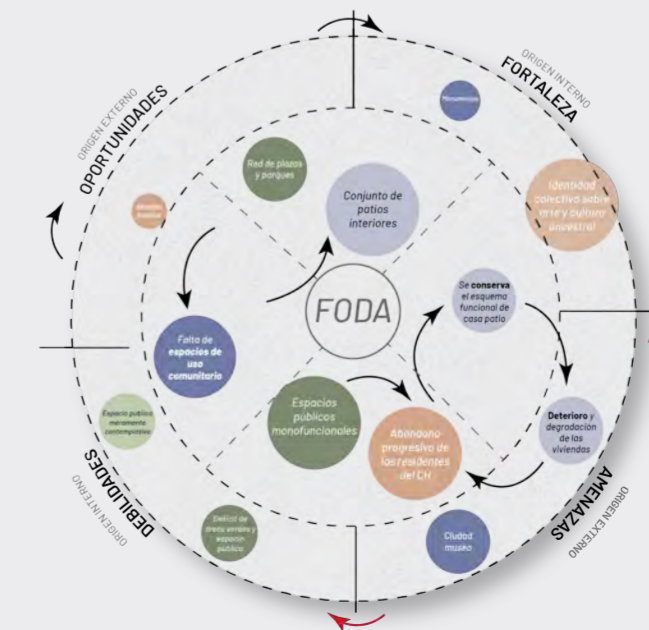 ORIGEN EXTERNO
OPORTUNIDADES
ORIGEN INTERNO
FORTALEZA
Red de plazas
y parques
Conjunto de
patios
interiores
Identidad
colectiva sobre
arte y cultura
ancestral
FODA
Se conserva
el esquema
funcional de
casa patio
Falta de
espacios de
uso
comunitario
Espacios
públicos
monofuncionales
Abandono
progresivo de
los residentes
del CH
Deterioro y
degradación
de las
viviendas
Espacio publico
meramente
contemplativo
Déficit de
áreas verdes y
espacio
publico
Ciudad
museo
DEBILIDADES
ORIGEN INTERNO
AMENAZAS
ORIGEN EXTERNO